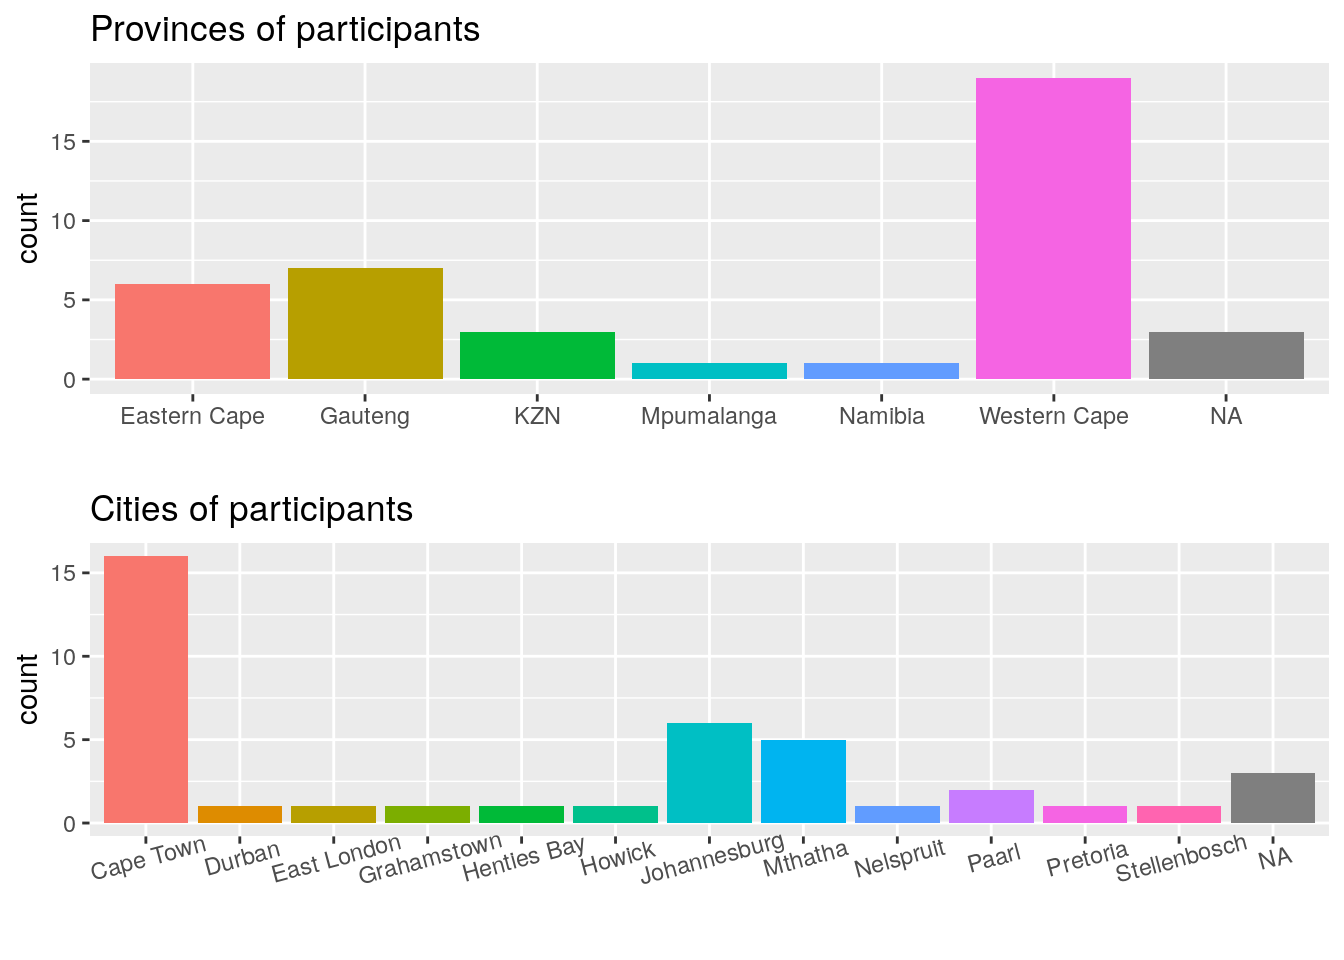 Provinces of participants
count
15
10
5
0
Eastern Cape Gauteng KZN Mpumalanga Namibia Western Cape NA
Cities of participants
count
15
10
5
0
Cape Town Durban East London Grahamstown Henties Bay Howick Johannesburg Mthatha Nelspruit Paarl Pretoria Stellenbosch NA